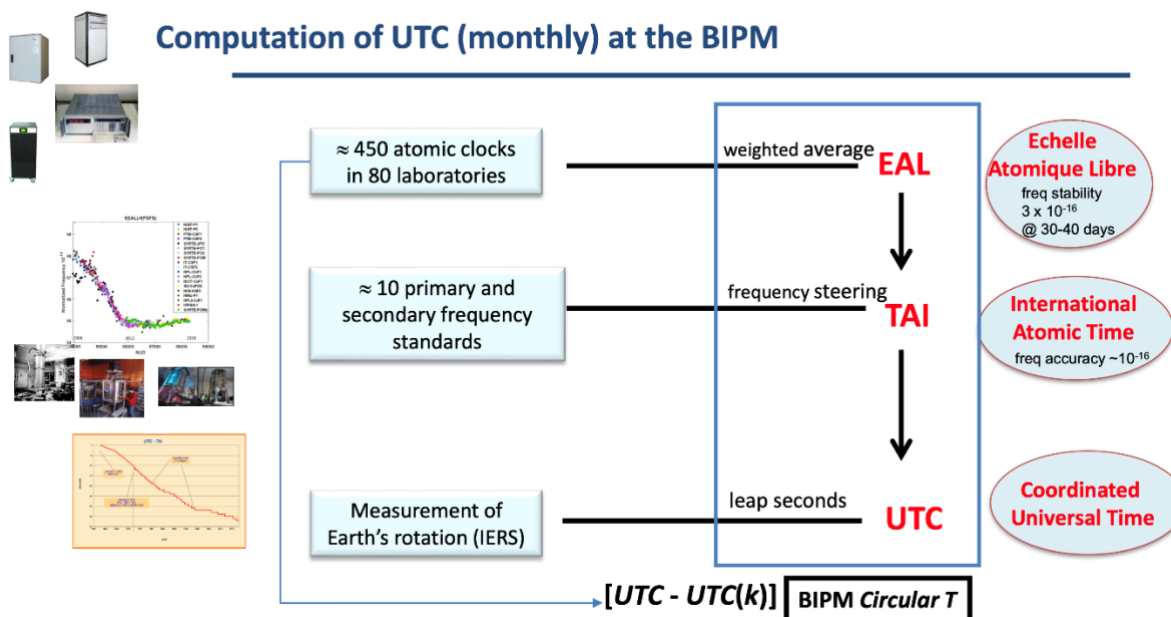 Computation of UTC (monthly) at the BIPM
≈ 450 atomic clocks
in 80 laboratories
weighted average
EAL
Echelle
Atomique Libre
freq stability
3 x 10⁻¹⁶
@ 30-40 days
≈ 10 primary and
secondary frequency
standards
frequency steering
TAI
International
Atomic Time
freq accuracy ~10⁻¹⁶
Measurement of
Earth's rotation (IERS)
leap seconds
UTC
Coordinated
Universal Time
[UTC - UTC(k)]
BIPM Circular T
UTC - TAI